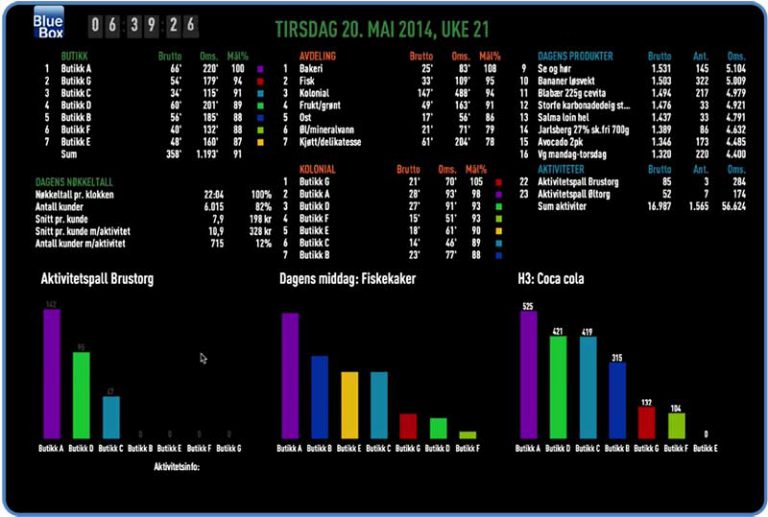 Blue Box
06:39:26
TIRSDAG 20. MAI 2014, UKE 21
BUTIKK Brutto Oms. Mål%
1 Butikk A 66' 220' 100
2 Butikk G 54' 179' 94
3 Butikk C 34' 115' 91
4 Butikk D 60' 201' 89
5 Butikk B 56' 185' 88
6 Butikk F 40' 132' 88
7 Butikk E 48' 160' 87
Sum 358' 1.193' 91
DAGENS NØKKELTALL
Nøkkeltall pr. klokken 22:04 100%
Antall kunder 6.015 82%
Snitt pr. kunde 7,9 198 kr
Snitt pr. kunde m/aktivitet 10,9 328 kr
Antall kunder m/aktivitet 715 12%
AVDELING Brutto Oms. Mål%
1 Bakeri 25' 83' 108
2 Fisk 33' 109' 95
3 Kolonial 147' 488' 94
4 Frukt/grønt 49' 163' 91
5 Ost 17' 56' 86
6 Øl/mineralvann 21' 71' 79
7 Kjøtt/delikatesse 61' 204' 78
KOLONIAL Brutto Oms. Mål%
1 Butikk G 21' 70' 105
2 Butikk A 28' 93' 98
3 Butikk D 27' 91' 93
4 Butikk F 15' 51' 93
5 Butikk E 18' 61' 90
6 Butikk C 14' 46' 89
7 Butikk B 23' 77' 88
DAGENS PRODUKTER Brutto Ant. Oms.
9 Se og hør 1.531 145 5.104
10 Bananer løsvekt 1.503 322 5.009
11 Blabær 225g cevita 1.494 217 4.979
12 Storfe karbonadedeig st... 1.476 33 4.921
13 Salma loin hel 1.437 33 4.791
14 Jarlsberg 27% sk.fri 700g 1.389 86 4.632
15 Avocado 2pk 1.346 173 4.485
16 Vg mandag-torsdag 1.320 220 4.400
AKTIVITETER Brutto Ant. Oms.
22 Aktivitetspall Brustorg 85 3 284
23 Aktivitetspall Øltorg 52 7 174
Sum aktiviter 16.987 1.565 56.624
Aktivitetspall Brustorg
142 95 47 0 0 0 0
Butikk A Butikk D Butikk C Butikk B Butikk E Butikk F Butikk G
Aktivitetsinfo:
Dagens middag: Fiskekaker
Butikk A Butikk B Butikk E Butikk C Butikk G Butikk D Butikk F
H3: Coca cola
525 421 419 315 132 104 0
Butikk A Butikk D Butikk C Butikk B Butikk G Butikk F Butikk E